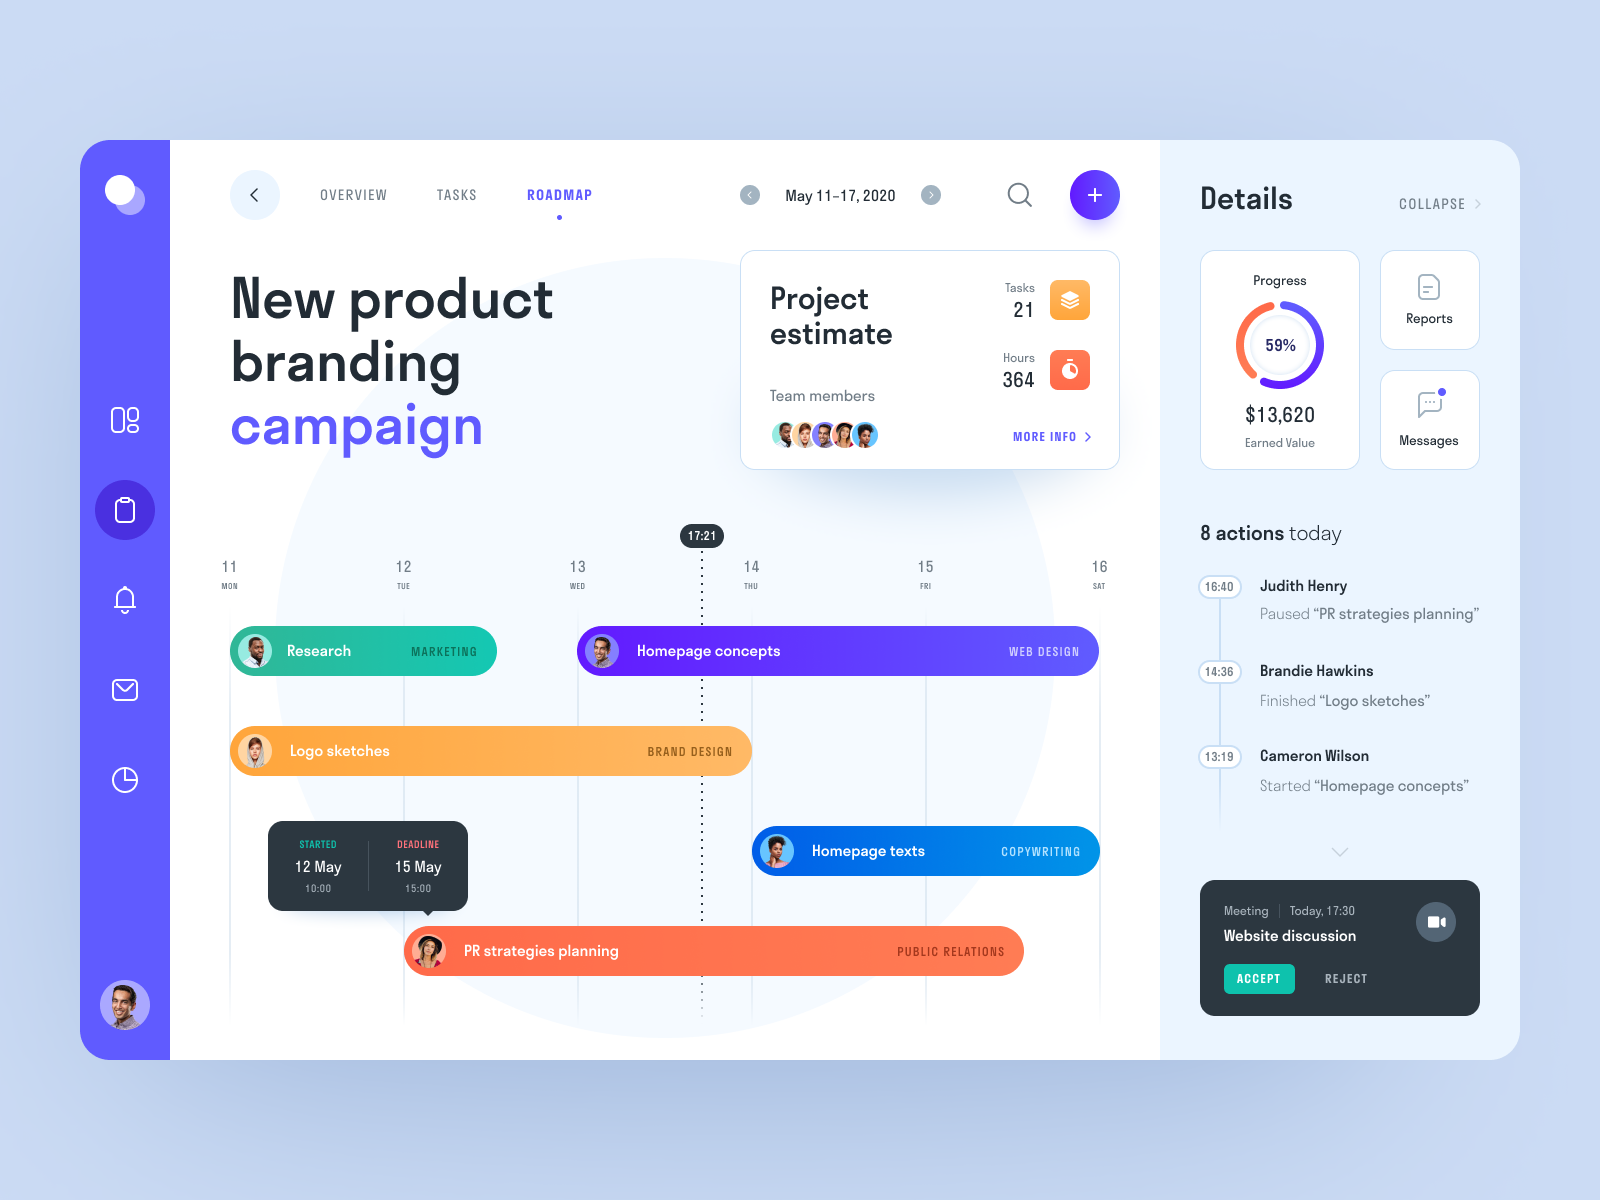 OVERVIEW
TASKS
ROADMAP
May 11–17, 2020
New product
branding
campaign
Project
estimate
Tasks
21
Hours
364
Team members
MORE INFO
17:21
11
MON
12
TUE
13
WED
14
THU
15
FRI
16
SAT
Research
MARKETING
Homepage concepts
WEB DESIGN
Logo sketches
BRAND DESIGN
STARTED
12 May
10:00
DEADLINE
15 May
15:00
Homepage texts
COPYWRITING
PR strategies planning
PUBLIC RELATIONS
Details
COLLAPSE
Progress
59%
$13,620
Earned Value
Reports
Messages
8 actions today
16:40
Judith Henry
Paused “PR strategies planning”
14:36
Brandie Hawkins
Finished “Logo sketches”
13:19
Cameron Wilson
Started “Homepage concepts”
Meeting
Today, 17:30
Website discussion
ACCEPT
REJECT